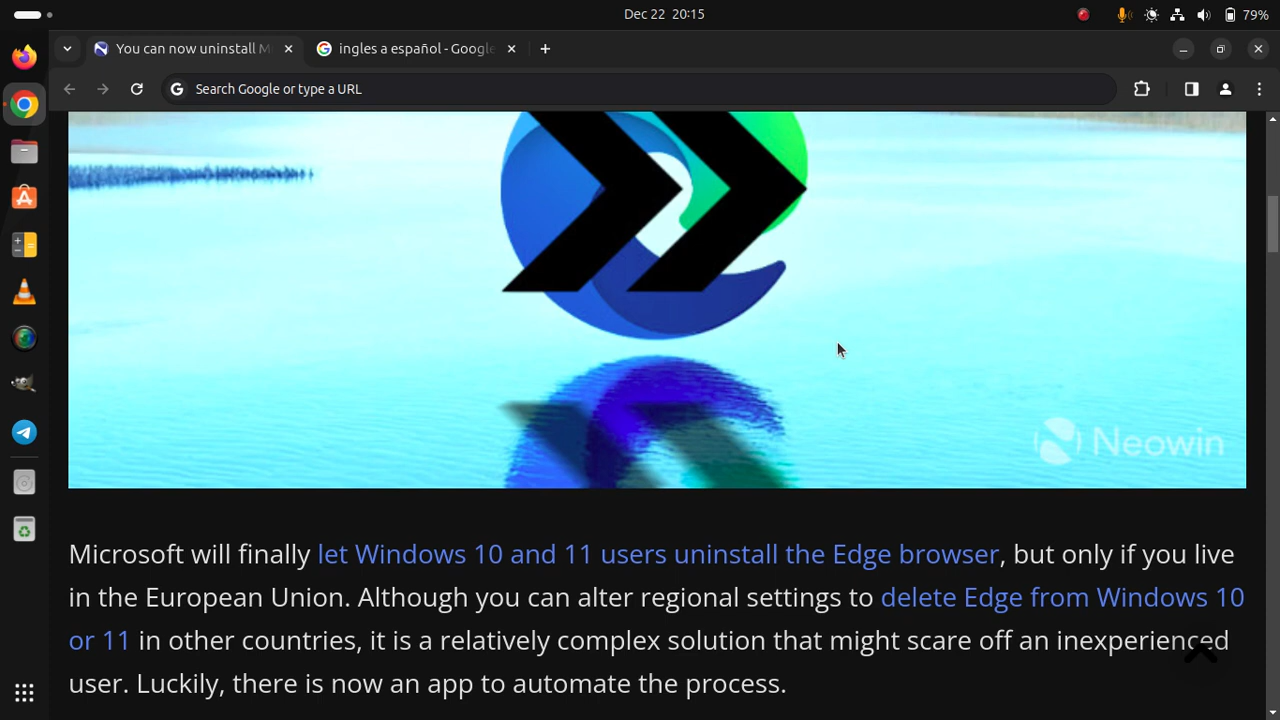 Dec 22 20:15
79%
You can now uninstall M
ingles a español - Google
Search Google or type a URL
Neowin
Microsoft will finally let Windows 10 and 11 users uninstall the Edge browser, but only if you live
in the European Union. Although you can alter regional settings to delete Edge from Windows 10
or 11 in other countries, it is a relatively complex solution that might scare off an inexperienced
user. Luckily, there is now an app to automate the process.